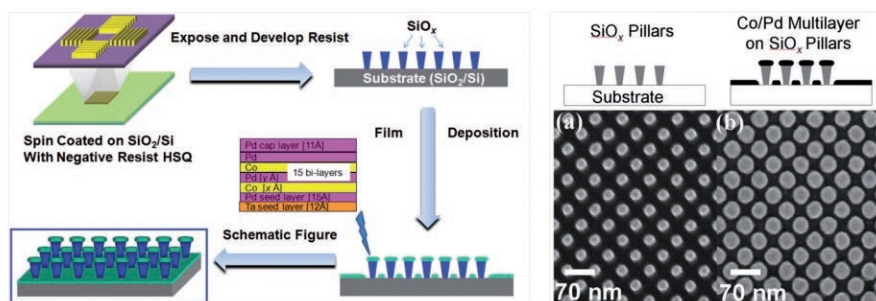 Expose and Develop Resist
SiOₓ
Substrate (SiO₂/Si)
Spin Coated on SiO₂/Si
With Negative Resist HSQ
Film
Deposition
Pd cap layer [11Å]
Pd
Co
15 bi-layers
Pd [y Å]
Co [x Å]
Pd seed layer [15Å]
Ta seed layer [12Å]
Schematic Figure
SiOₓ Pillars
Substrate
Co/Pd Multilayer
on SiOₓ Pillars
(a)
70 nm
(b)
70 nm